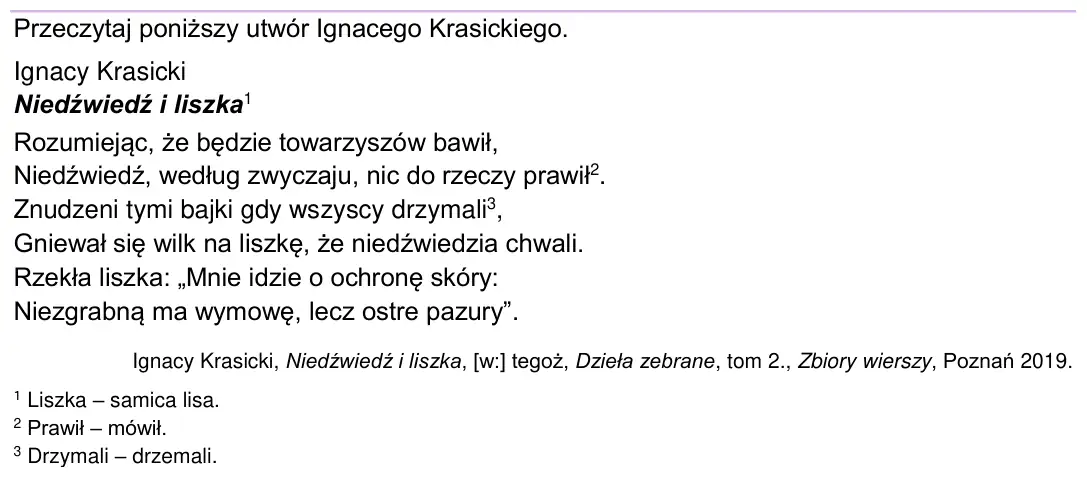 Przeczytaj poniższy utwór Ignacego Krasickiego.
Ignacy Krasicki
Niedźwiedź i liszka¹
Rozumiejąc, że będzie towarzyszów bawił,
Niedźwiedź, według zwyczaju, nic do rzeczy prawił².
Znudzeni tymi bajki gdy wszyscy drzymali³,
Gniewał się wilk na liszkę, że niedźwiedzia chwali.
Rzekła liszka: „Mnie idzie o ochronę skóry:
Niezgrabną ma wymowę, lecz ostre pazury”.
Ignacy Krasicki, Niedźwiedź i liszka, [w:] tegoż, Dzieła zebrane, tom 2., Zbiory wierszy, Poznań 2019.
¹ Liszka – samica lisa.
² Prawił – mówił.
³ Drzymali – drzemali.